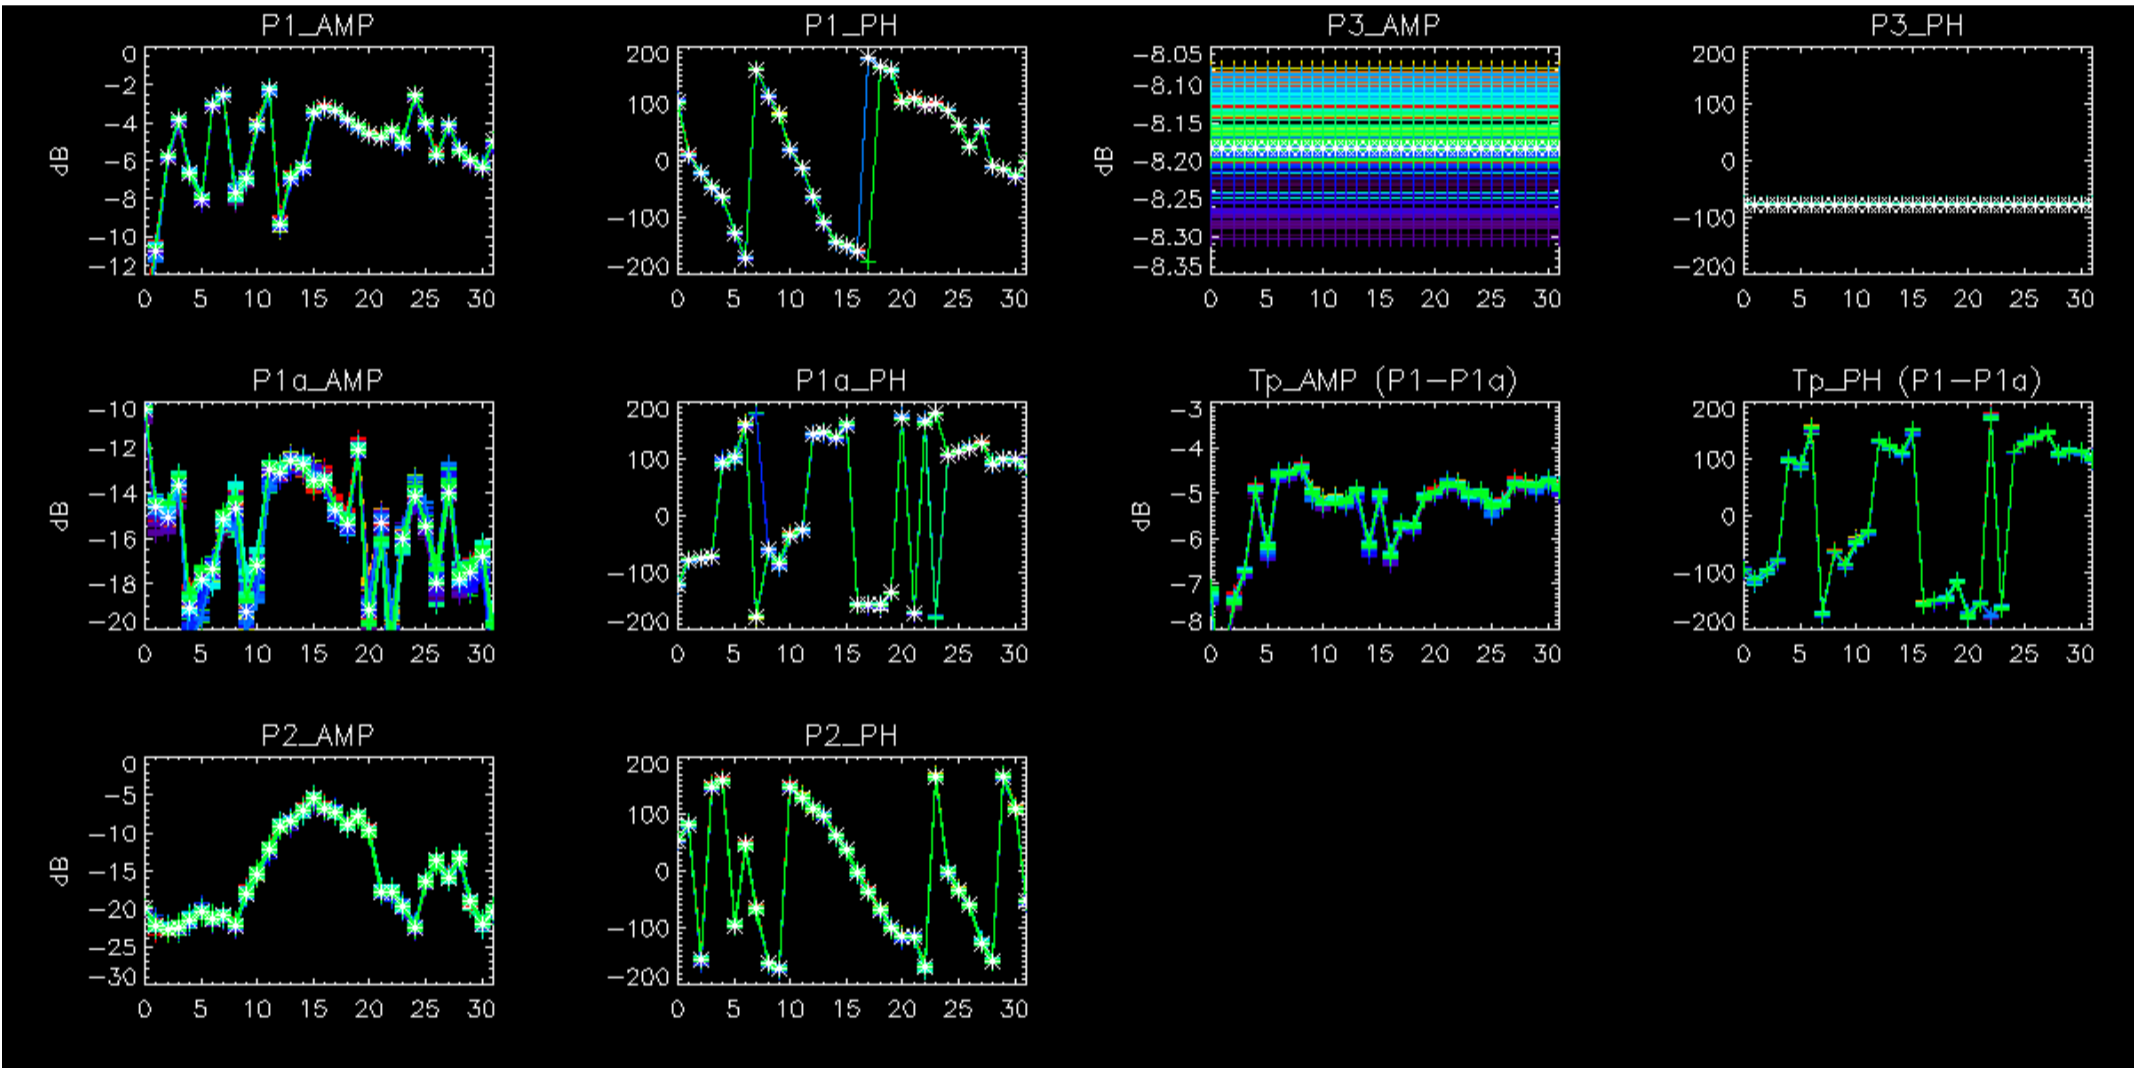 P1_AMP
0
-2
-4
-6
-8
-10
-12
dB
0 5 10 15 20 25 30
P1_PH
200
100
0
-100
-200
0 5 10 15 20 25 30
P3_AMP
-8.05
-8.10
-8.15
-8.20
-8.25
-8.30
-8.35
dB
0 5 10 15 20 25 30
P3_PH
200
100
0
-100
-200
0 5 10 15 20 25 30
P1a_AMP
-10
-12
-14
-16
-18
-20
dB
0 5 10 15 20 25 30
P1a_PH
200
100
0
-100
-200
0 5 10 15 20 25 30
Tp_AMP (P1-P1a)
-3
-4
-5
-6
-7
-8
dB
0 5 10 15 20 25 30
Tp_PH (P1-P1a)
200
100
0
-100
-200
0 5 10 15 20 25 30
P2_AMP
0
-5
-10
-15
-20
-25
-30
dB
0 5 10 15 20 25 30
P2_PH
200
100
0
-100
-200
0 5 10 15 20 25 30